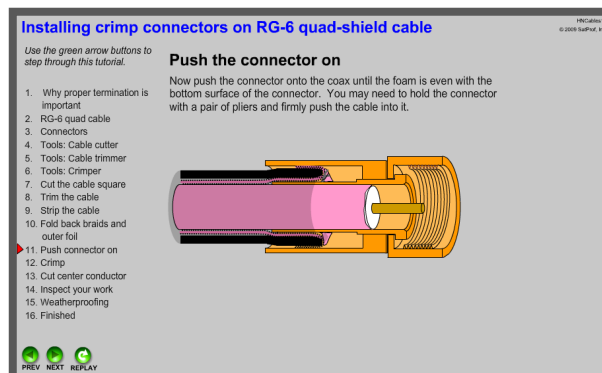 Installing crimp connectors on RG-6 quad-shield cable
HNCables
© 2009 SatProf, In
Use the green arrow buttons to
step through this tutorial.
1. Why proper termination is
important
2. RG-6 quad cable
3. Connectors
4. Tools: Cable cutter
5. Tools: Cable trimmer
6. Tools: Crimper
7. Cut the cable square
8. Trim the cable
9. Strip the cable
10. Fold back braids and
outer foil
11. Push connector on
12. Crimp
13. Cut center conductor
14. Inspect your work
15. Weatherproofing
16. Finished
Push the connector on
Now push the connector onto the coax until the foam is even with the
bottom surface of the connector. You may need to hold the connector
with a pair of pliers and firmly push the cable into it.
PREV NEXT REPLAY